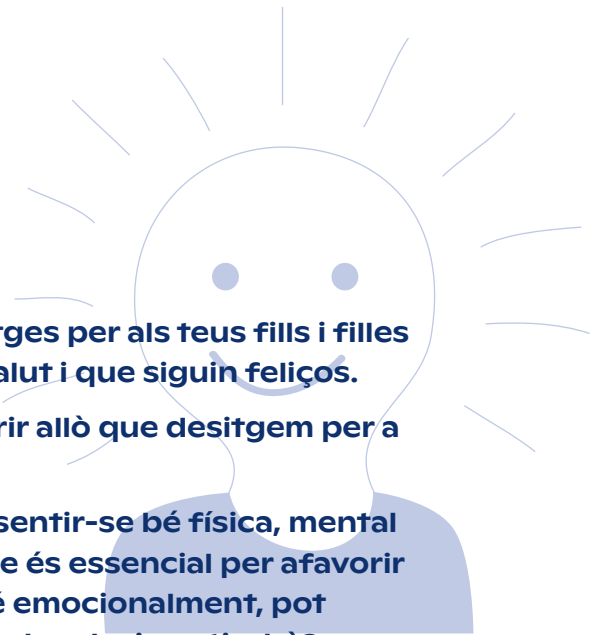 tges per als teus fills i filles
alut i que siguin feliços.
rir allò que desitgem per a
sentir-se bé física, mental
e és essencial per afavorir
é emocionalment, pot